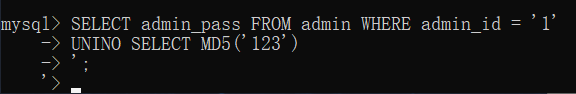 mysql> SELECT admin_pass FROM admin WHERE admin_id = '1'
    -> UNINO SELECT MD5('123')
    -> ';
    '>